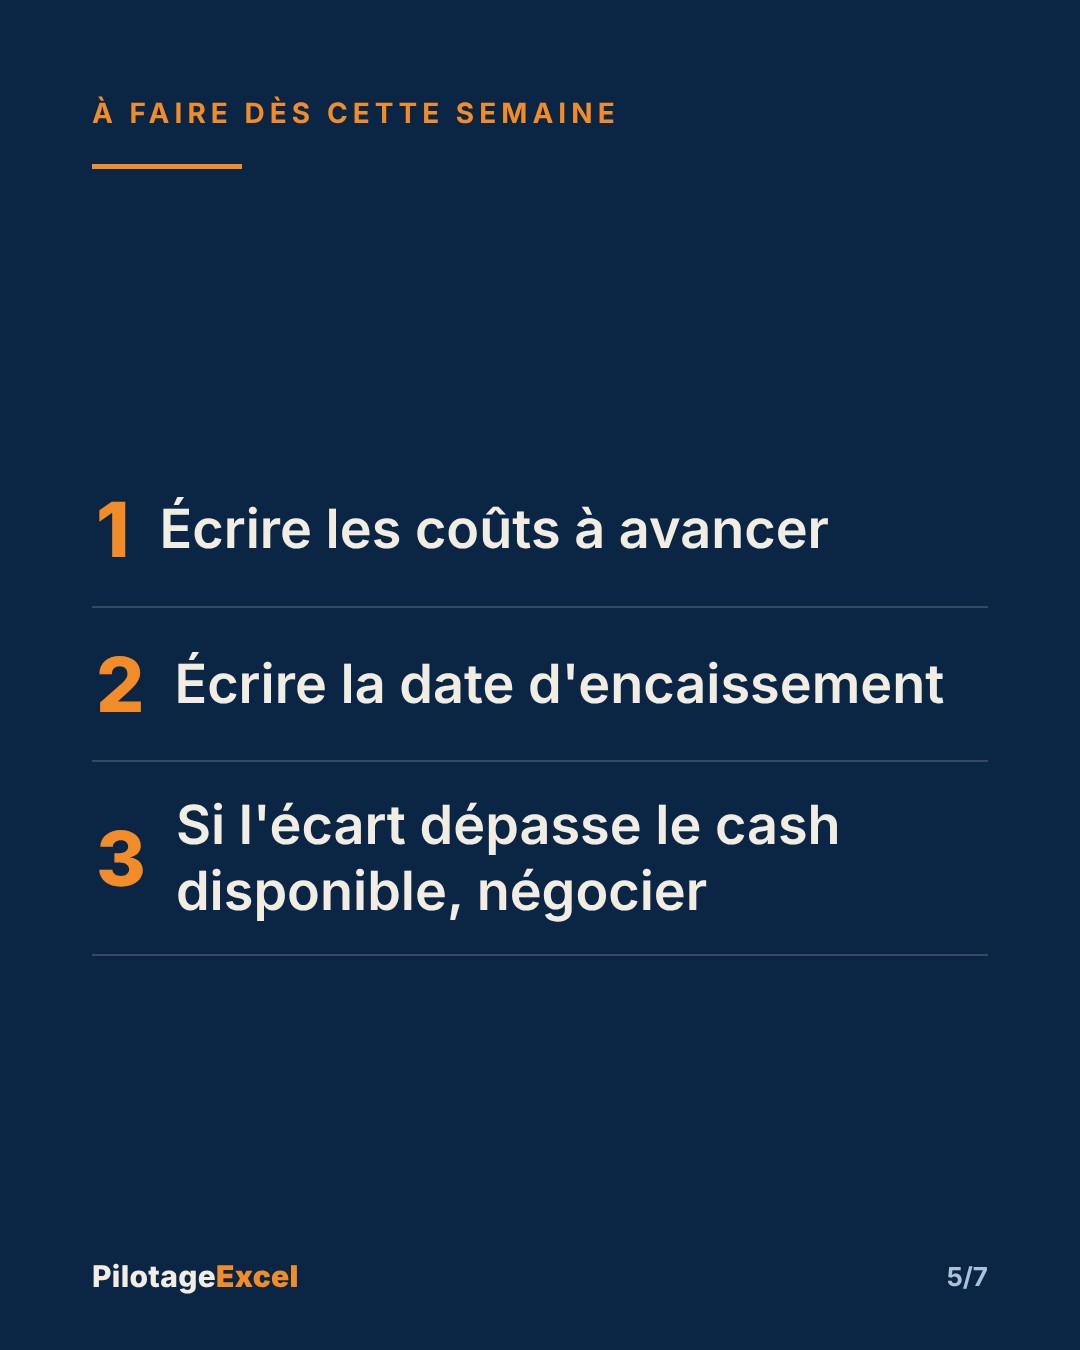 À FAIRE DÈS CETTE SEMAINE
1 Écrire les coûts à avancer
2 Écrire la date d'encaissement
3 Si l'écart dépasse le cash
disponible, négocier
PilotageExcel
5/7